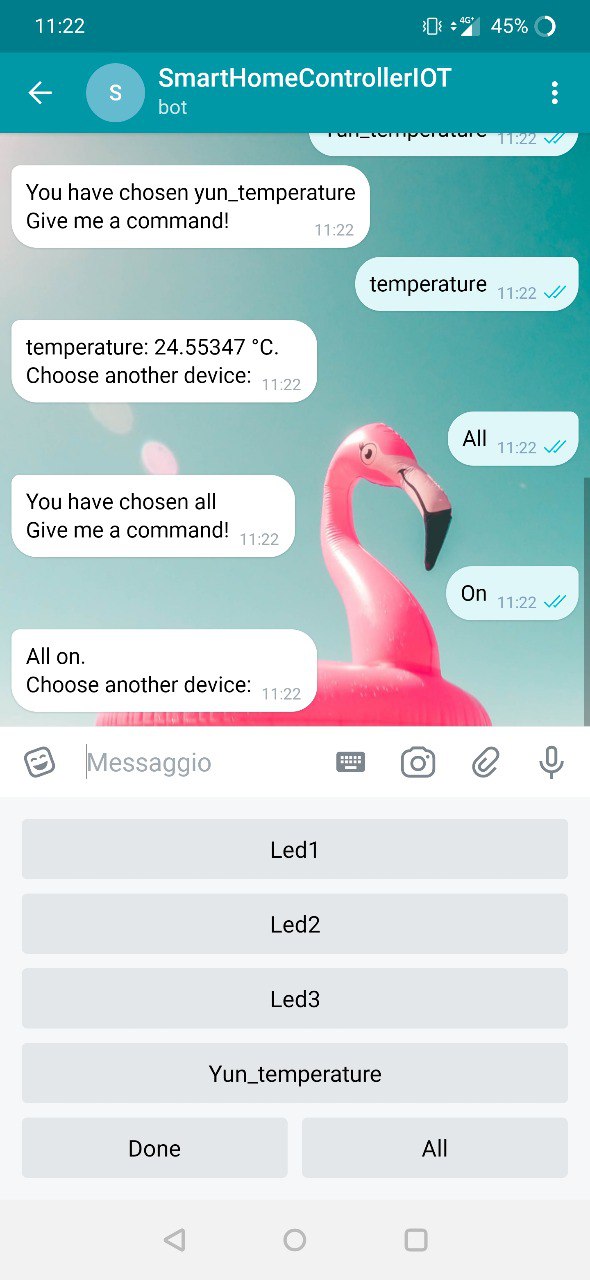 11:22
4G+
45%
S
SmartHomeControllerIOT
bot
Yun_temperature 11:22
You have chosen yun_temperature
Give me a command! 11:22
temperature 11:22
temperature: 24.55347 °C.
Choose another device: 11:22
All 11:22
You have chosen all
Give me a command! 11:22
On 11:22
All on.
Choose another device: 11:22
Messaggio
Led1
Led2
Led3
Yun_temperature
Done
All